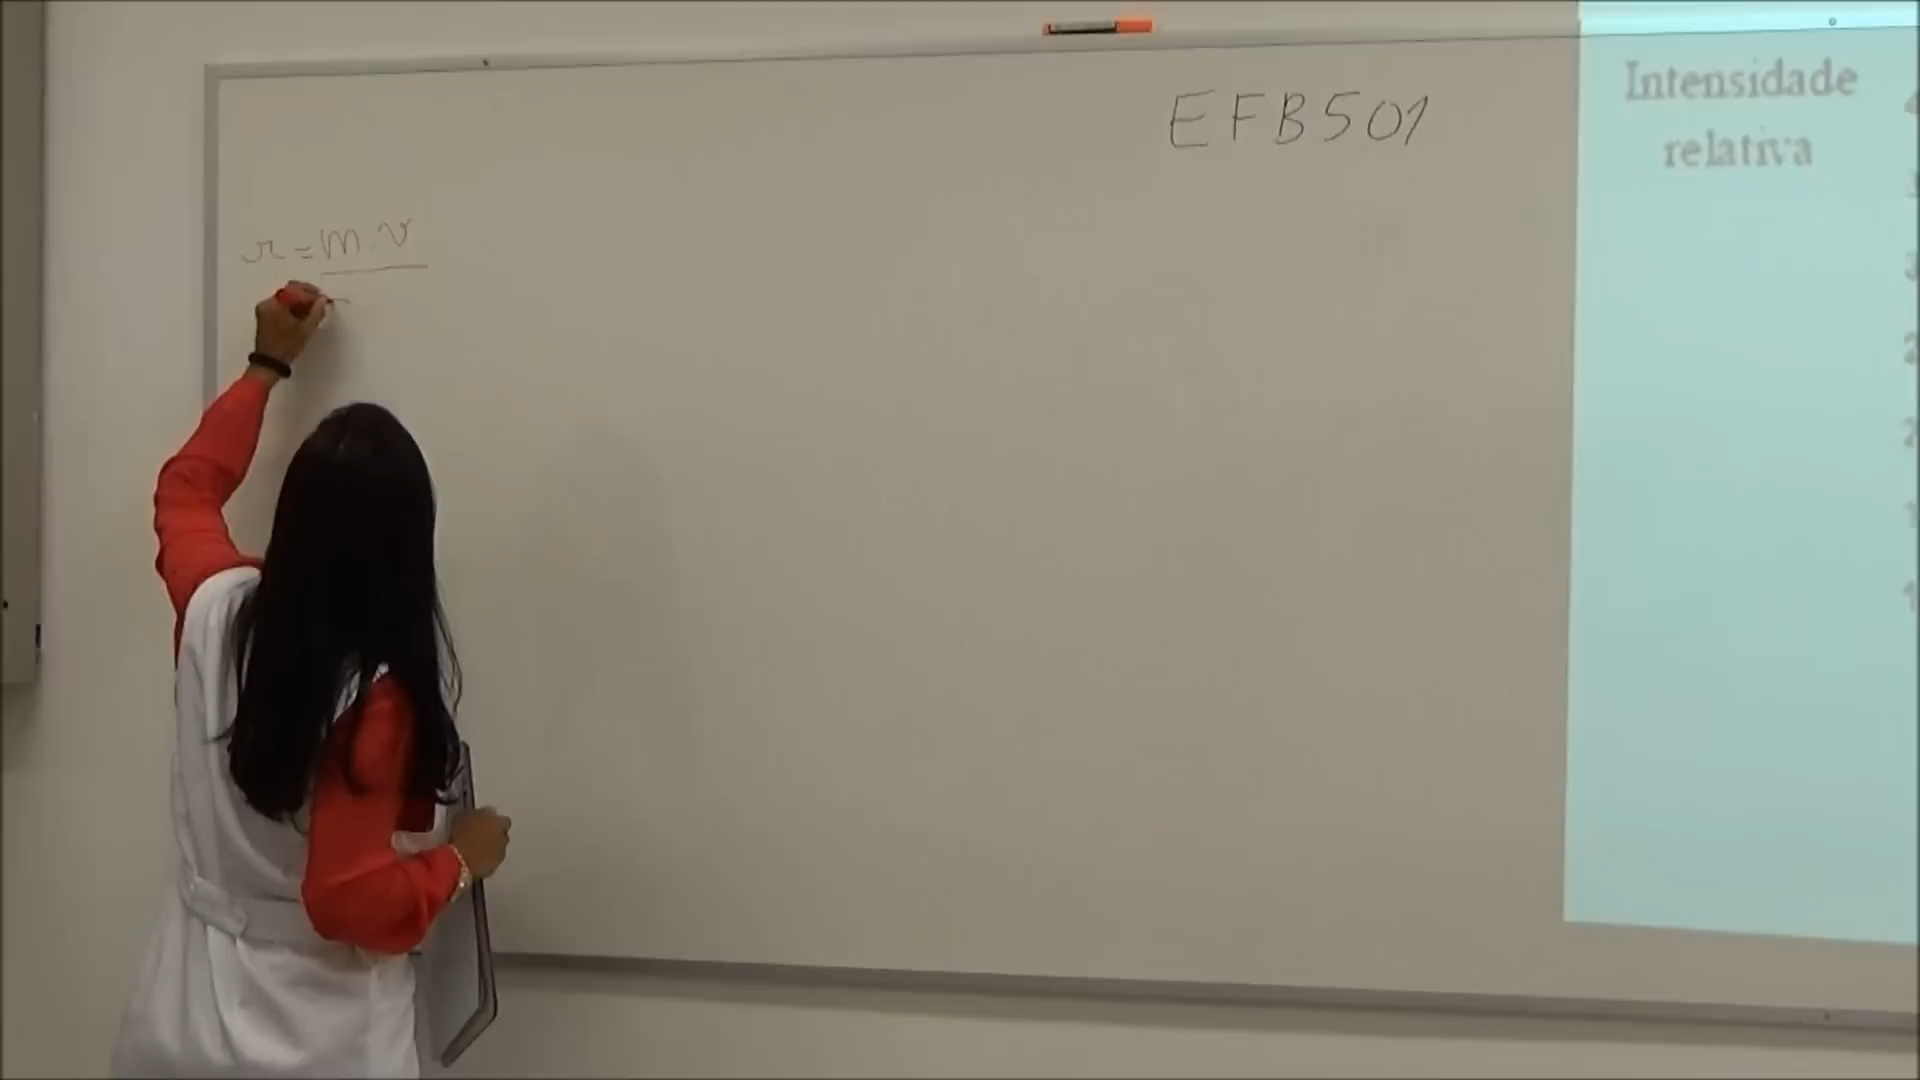 EFB501
Intensidade
relativa
r = m.v